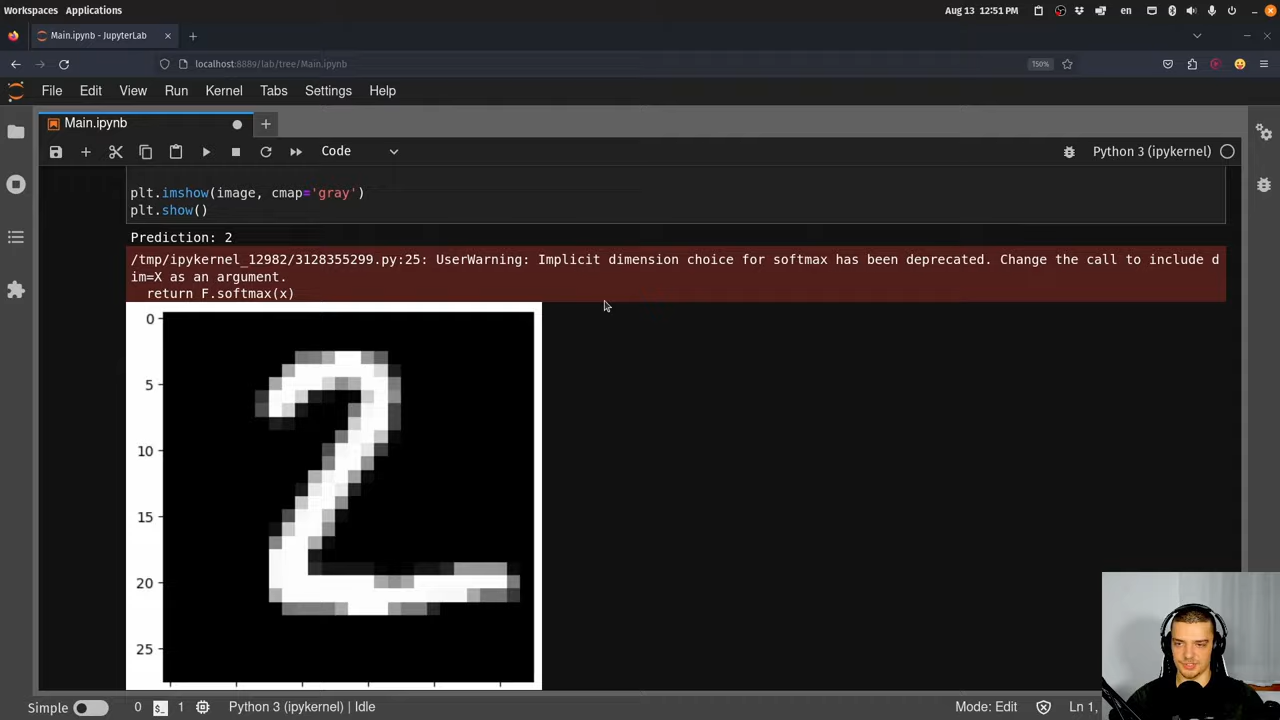 Workspaces Applications Aug 13 12:51 PM en
Main.ipynb - JupyterLab
localhost:8889/lab/tree/Main.ipynb 150%
File Edit View Run Kernel Tabs Settings Help
Main.ipynb
Code Python 3 (ipykernel)
plt.imshow(image, cmap='gray')
plt.show()
Prediction: 2
/tmp/ipykernel_12982/3128355299.py:25: UserWarning: Implicit dimension choice for softmax has been deprecated. Change the call to include d
im=X as an argument.
return F.softmax(x)
0
5
10
15
20
25
2
Simple 0 $_ 1 Python 3 (ipykernel) | Idle Mode: Edit Ln 1,